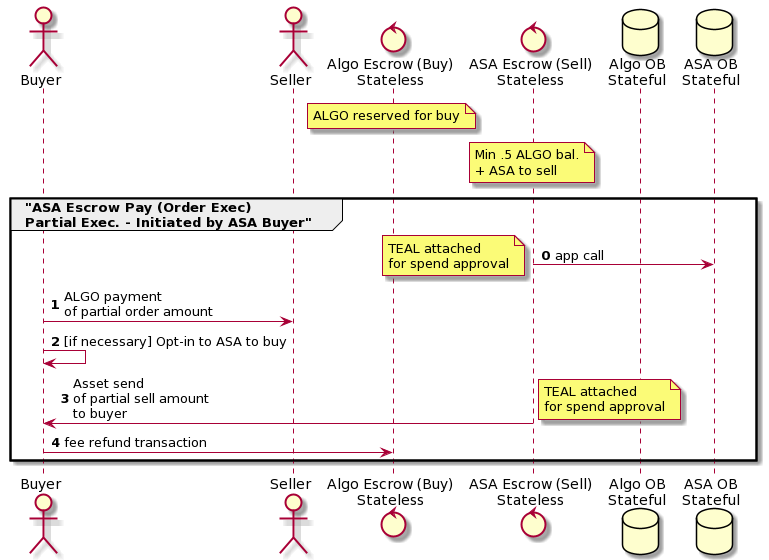 Buyer
Seller
Algo Escrow (Buy)
Stateless
ASA Escrow (Sell)
Stateless
Algo OB
Stateful
ASA OB
Stateful
ALGO reserved for buy
Min .5 ALGO bal.
+ ASA to sell
"ASA Escrow Pay (Order Exec)
Partial Exec. - Initiated by ASA Buyer"
TEAL attached
for spend approval
0 app call
1 ALGO payment
of partial order amount
2 [if necessary] Opt-in to ASA to buy
Asset send
3 of partial sell amount
to buyer
TEAL attached
for spend approval
4 fee refund transaction
Buyer
Seller
Algo Escrow (Buy)
Stateless
ASA Escrow (Sell)
Stateless
Algo OB
Stateful
ASA OB
Stateful